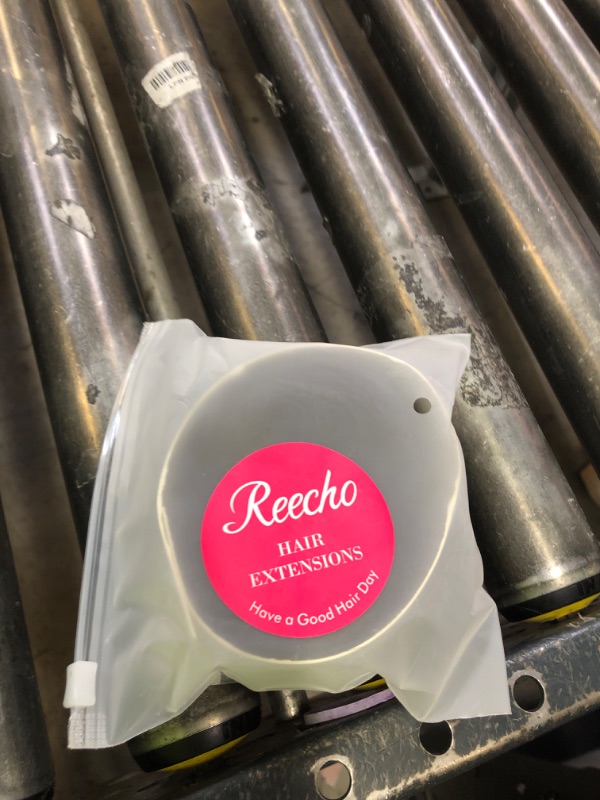 Reecho
HAIR
EXTENSIONS
Have a Good Hair Day